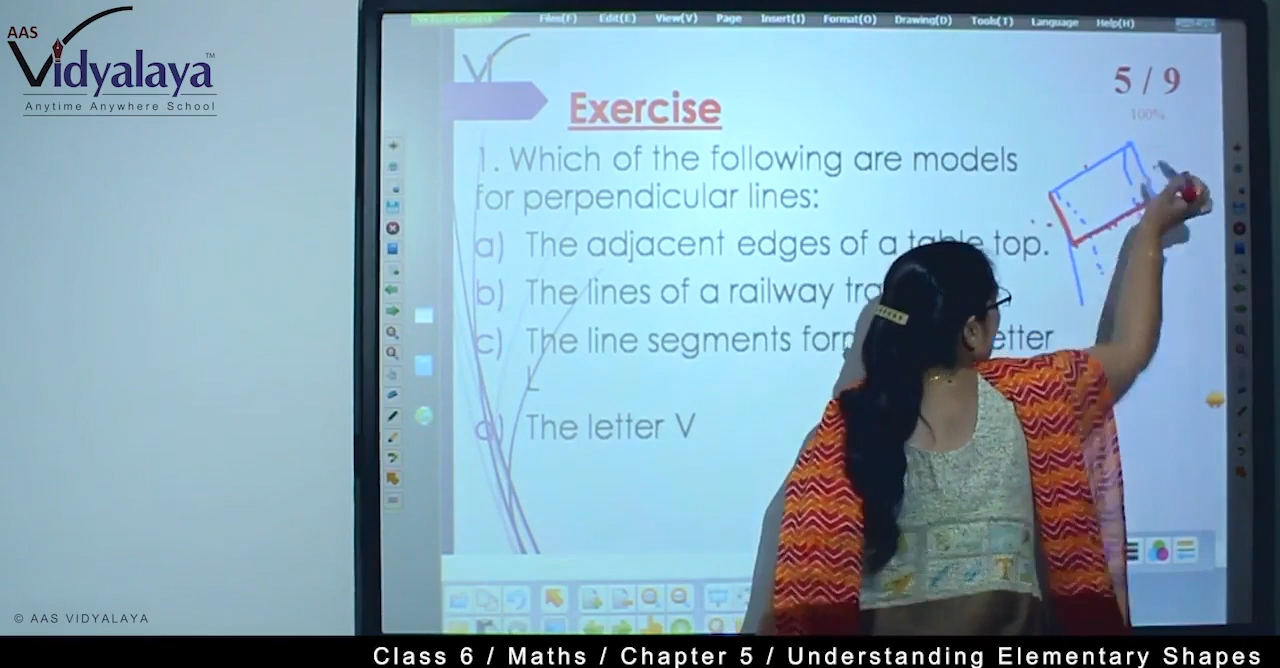 AAS
Vidyalaya
TM
Anytime Anywhere School
Files(F) Edit(E) View(V) Page Insert(I) Format(O) Drawing(D) Tools(T) Language Help(H)
VI
5 / 9
100%
Exercise
1. Which of the following are models
for perpendicular lines:
a) The adjacent edges of a table top.
b) The lines of a railway
c) The line segments letter
L
d) The letter V
© AAS VIDYALAYA
Class 6 / Maths / Chapter 5 / Understanding Elementary Shapes